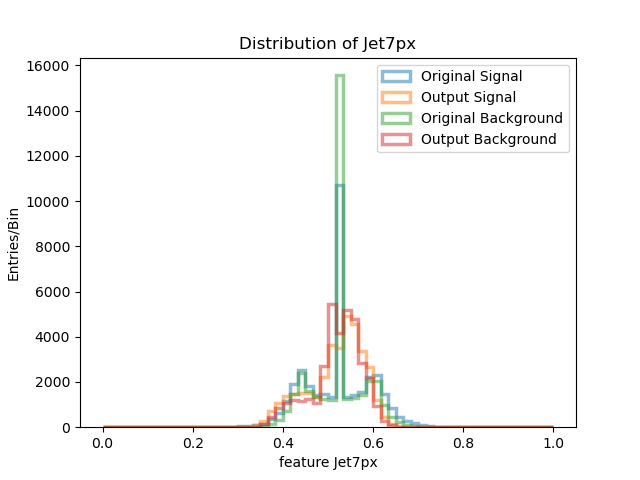 Distribution of Jet7px
Original Signal
Output Signal
Original Background
Output Background
Entries/Bin
16000
14000
12000
10000
8000
6000
4000
2000
0
0.0 0.2 0.4 0.6 0.8 1.0
feature Jet7px